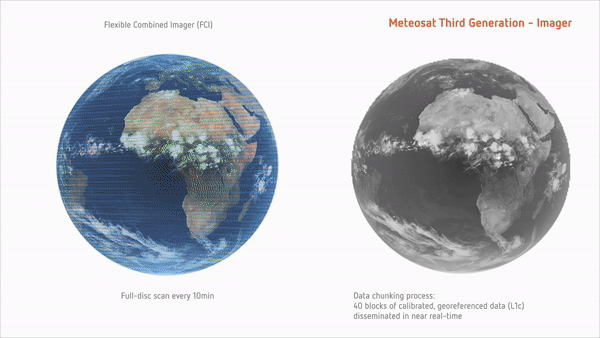 Flexible Combined Imager (FCI)
Meteosat Third Generation - Imager
Full-disc scan every 10min
Data chunking process:
40 blocks of calibrated, georeferenced data (L1c)
disseminated in near real-time